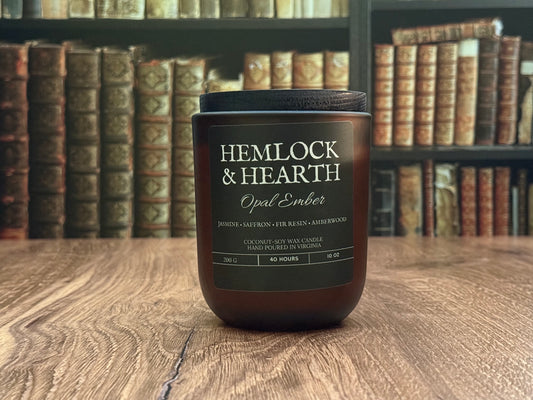 HEMLOCK
& HEARTH
Opal Ember
JASMINE • SAFFRON • FIR RESIN • AMBERWOOD
COCONUT-SOY WAX CANDLE
HAND POURED IN VIRGINIA
200 G 40 HOURS 10 OZ